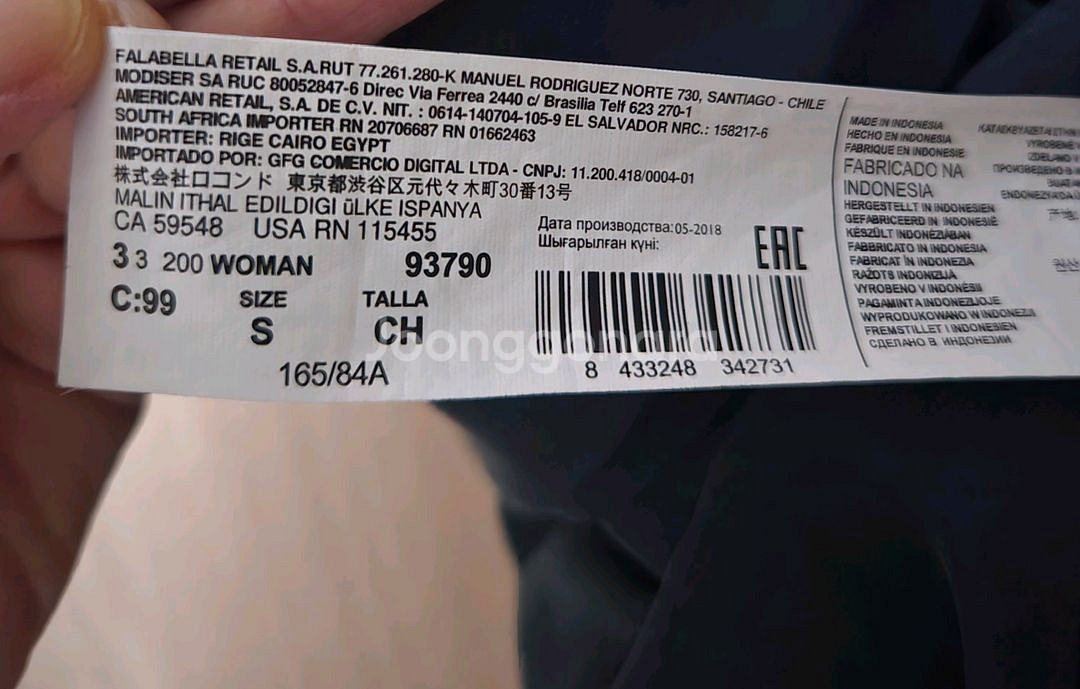 FALABELLA RETAIL S.A.RUT 77.261.280-K MANUEL RODRIGUEZ NORTE 730, SANTIAGO - CHILE
MODISER SA RUC 80052847-6 Direc Via Ferrea 2440 c/ Brasilia Telf 623 270-1
AMERICAN RETAIL, S.A. DE C.V. NIT. : 0614-140704-105-9 EL SALVADOR NRC.: 158217-6
SOUTH AFRICA IMPORTER RN 20706687 RN 01662463
IMPORTER: RIGE CAIRO EGYPT
IMPORTADO POR: GFG COMERCIO DIGITAL LTDA - CNPJ: 11.200.418/0004-01
株式会社ロコンド 東京都渋谷区元代々木町30番13号
MALIN ITHAL EDILDIGI üLKE ISPANYA
CA 59548 USA RN 115455
33 200 WOMAN 93790
C:99 SIZE TALLA
S CH
165/84A
Дата производства: 05-2018
Шығарылған күні:
EAC
8 433248 342731
MADE IN INDONESIA
HECHO EN INDONESIA
FABRIQUE EN INDONESIE
FABRICADO NA
INDONESIA
HERGESTELLT IN INDONESIEN
GEFABRICEERD IN INDONESIË
KÉSZÜLT INDONÉZIÁBAN
FABBRICATO IN INDONESIA
FABRICAT ÎN INDONEZIA
RAŽOTS INDONĒZIJĀ
VYROBENO V INDONÉSII
PAGAMINTA INDONEZIJOJE
WYPRODUKOWANO W INDONEZJI
FREMSTILLET I INDONESIEN
СДЕЛАНО В ИНДОНЕЗИИ
VYROBENÉ
IZDELANO V
ПРОИЗВЕДЕНО В
产地:
Joonggonara